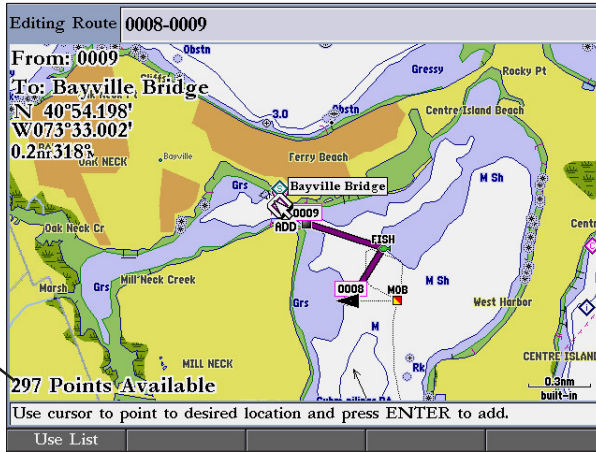 Editing Route 0008-0009
From: 0009
To: Bayville Bridge
N 40°54.198'
W073°33.002'
0.2nm318°
Obstn
Gressy
Rocky Pt
3.0
Obstn
Centre Island Beach
OAK NECK
Bayville
Ferry Beach
M Sh
Grs
Bayville Bridge
0009
ADD
Oak Neck Cr
FISH
Marsh
Grs
Mill Neck Creek
0008
MOB
M Sh
Grs
West Harbor
M
MILL NECK
Rk
CENTRE ISLAND
297 Points Available
0.3nm
built-in
Use cursor to point to desired location and press ENTER to add.
Use List